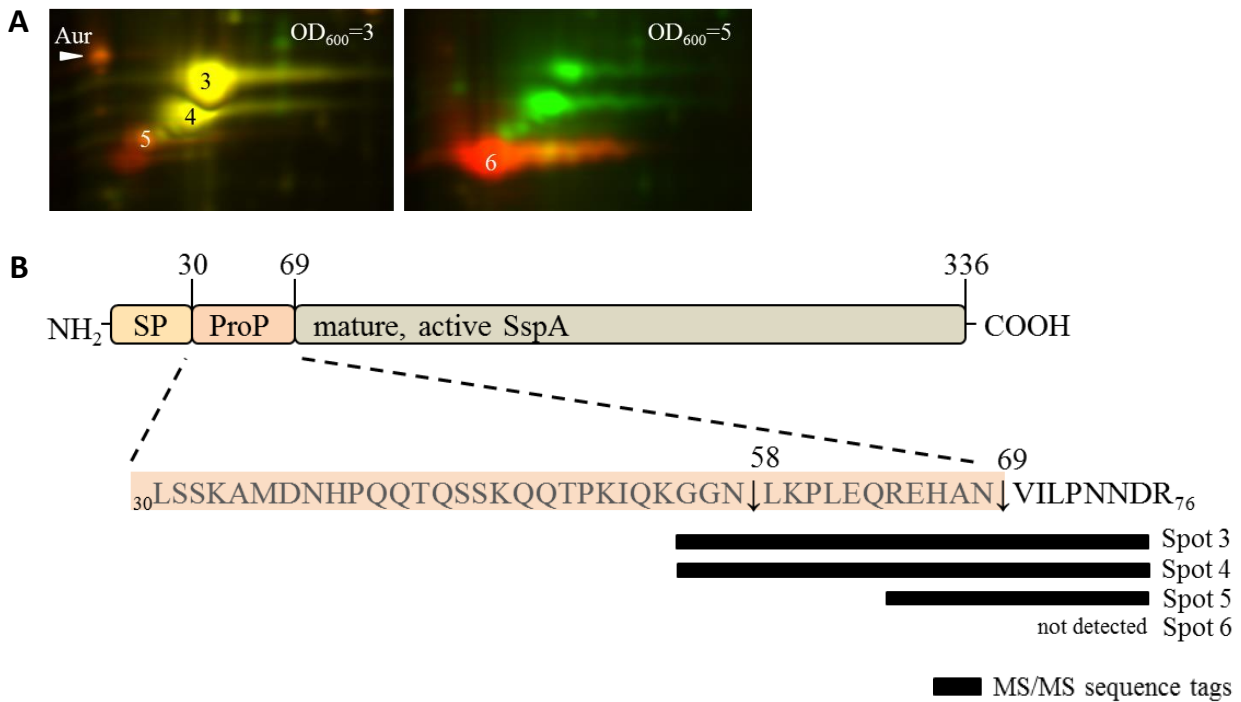 A
Aur
OD600=3
3
4
5
OD600=5
6
B
30 69 336
NH2 SP ProP mature, active SspA COOH
58 69
30LSSKAMDNHPQQTQSSKQQTPKIQKGGN↓LKPLEQREHAN↓VILPNNDR76
Spot 3
Spot 4
Spot 5
not detected Spot 6
MS/MS sequence tags